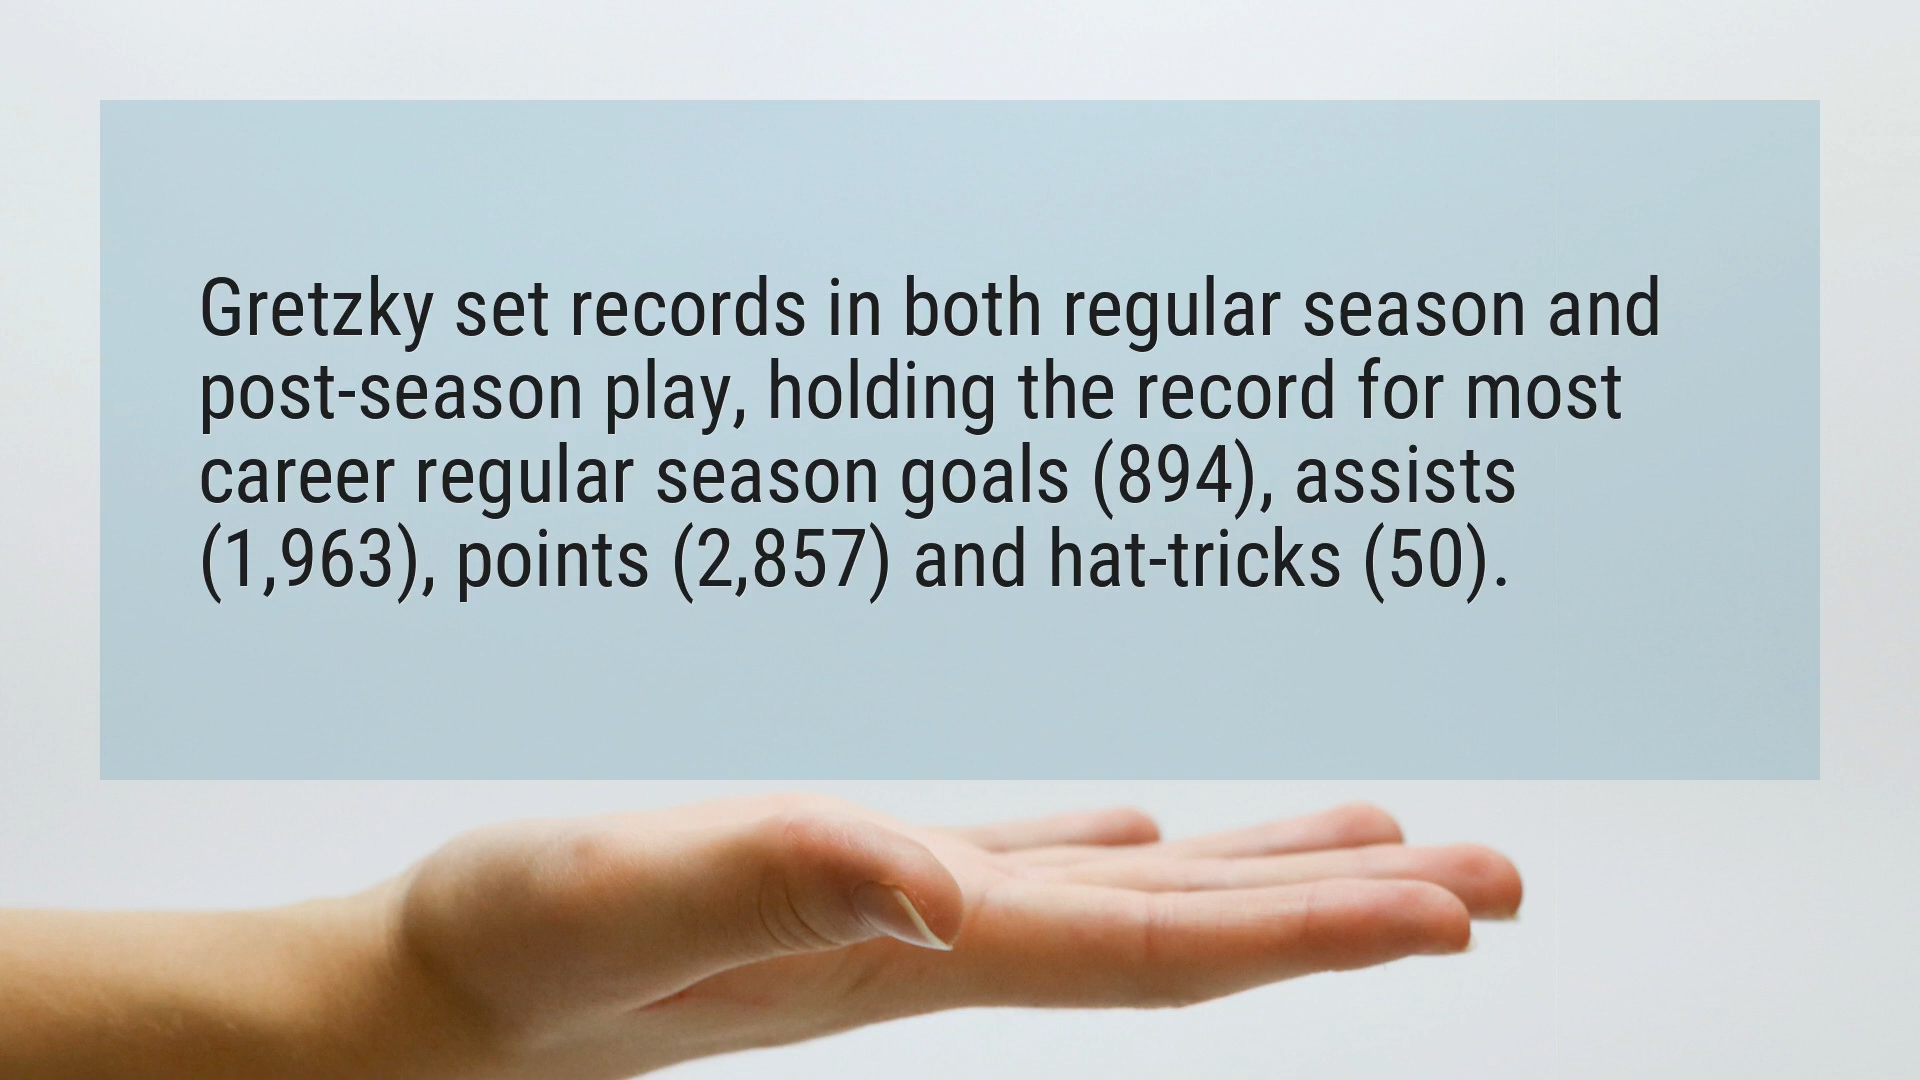 Gretzky set records in both regular season and
post-season play, holding the record for most
career regular season goals (894), assists
(1,963), points (2,857) and hat-tricks (50).